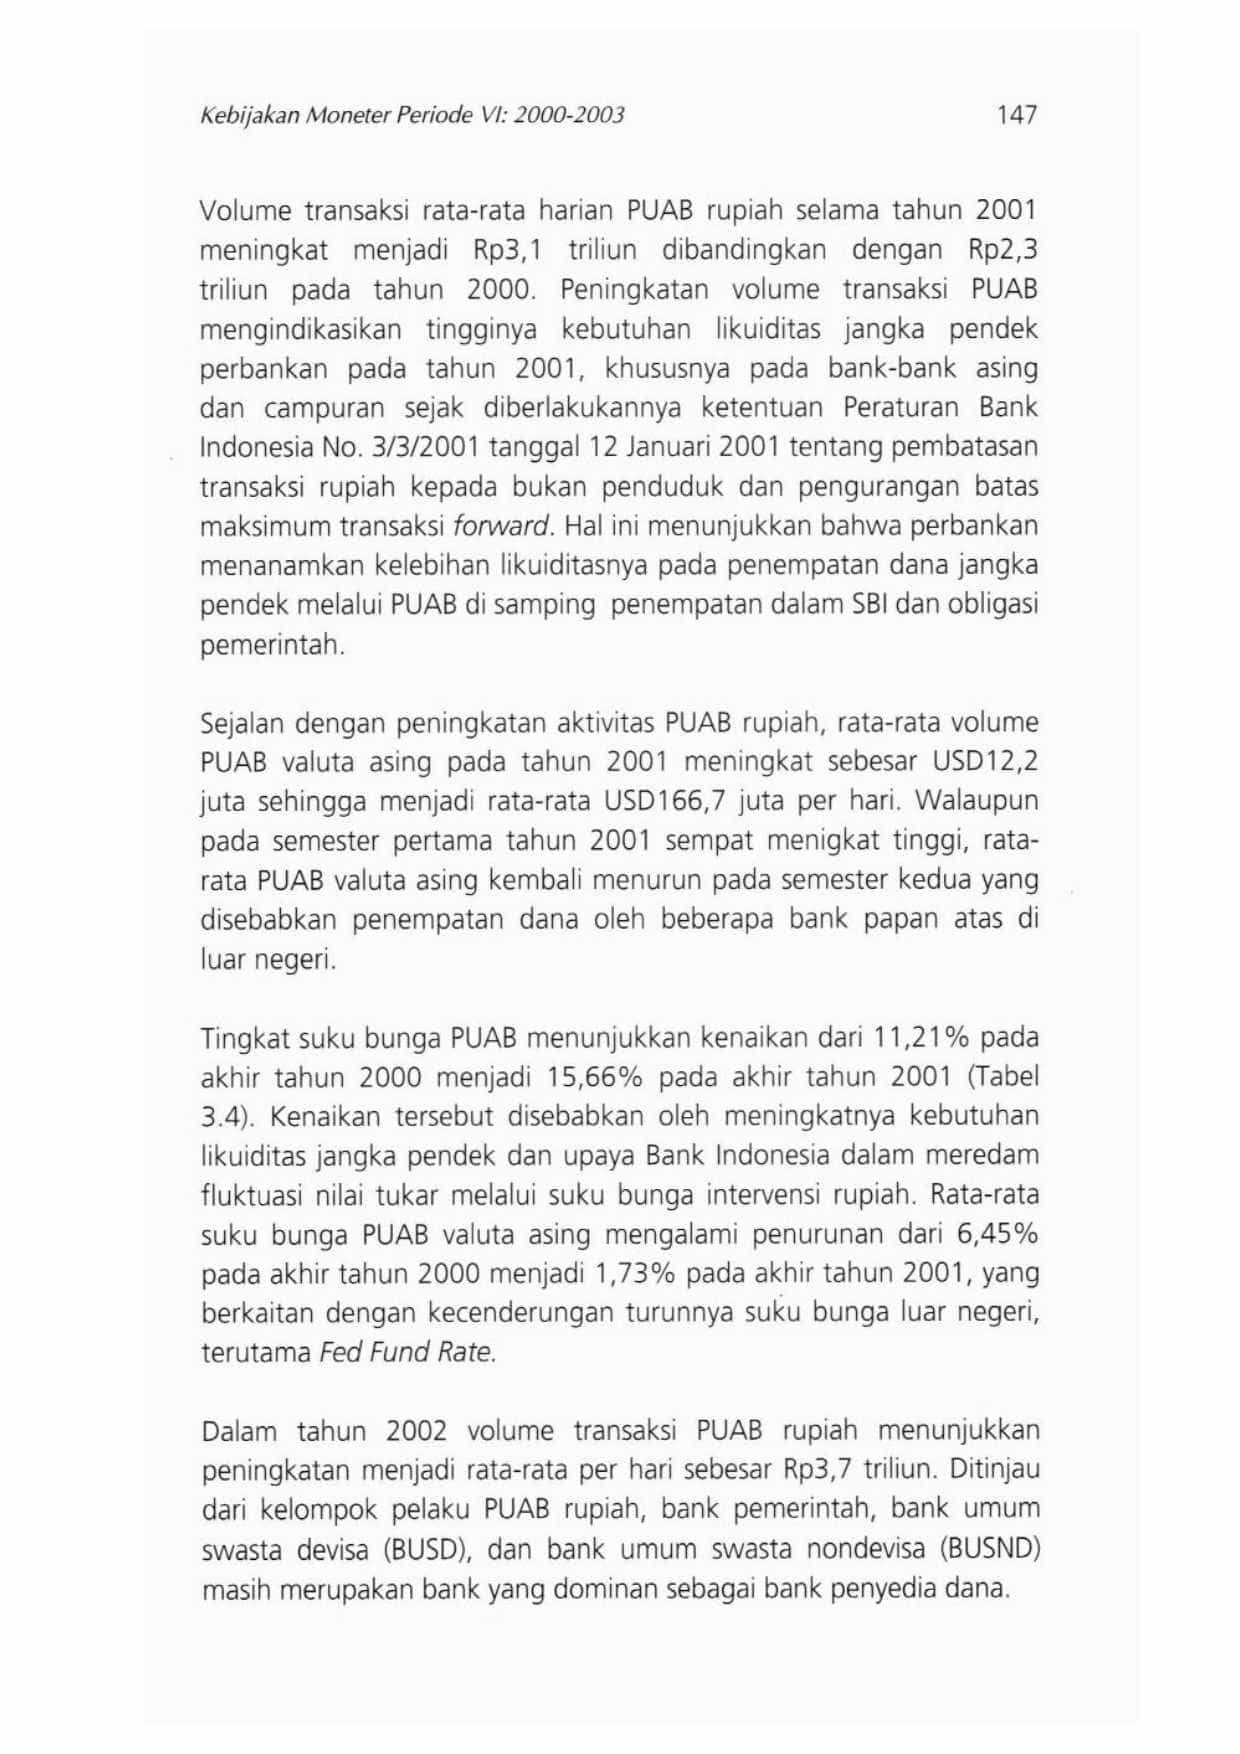 Kebijakan Moneter Periode VI: 2000-2003 147
Volume transaksi rata-rata harian PUAB rupiah selama tahun 2001
meningkat menjadi Rp3,1 triliun dibandingkan dengan Rp2,3
triliun pada tahun 2000. Peningkatan volume transaksi PUAB
mengindikasikan tingginya kebutuhan likuiditas jangka pendek
perbankan pada tahun 2001, khususnya pada bank-bank asing
dan campuran sejak diberlakukannya ketentuan Peraturan Bank
Indonesia No. 3/3/2001 tanggal 12 Januari 2001 tentang pembatasan
transaksi rupiah kepada bukan penduduk dan pengurangan batas
maksimum transaksi forward. Hal ini menunjukkan bahwa perbankan
menanamkan kelebihan likuiditasnya pada penempatan dana jangka
pendek melalui PUAB di samping penempatan dalam SBI dan obligasi
pemerintah.
Sejalan dengan peningkatan aktivitas PUAB rupiah, rata-rata volume
PUAB valuta asing pada tahun 2001 meningkat sebesar USD12,2
juta sehingga menjadi rata-rata USD166,7 juta per hari. Walaupun
pada semester pertama tahun 2001 sempat menigkat tinggi, rata-
rata PUAB valuta asing kembali menurun pada semester kedua yang
disebabkan penempatan dana oleh beberapa bank papan atas di
luar negeri.
Tingkat suku bunga PUAB menunjukkan kenaikan dari 11,21% pada
akhir tahun 2000 menjadi 15,66% pada akhir tahun 2001 (Tabel
3.4). Kenaikan tersebut disebabkan oleh meningkatnya kebutuhan
likuiditas jangka pendek dan upaya Bank Indonesia dalam meredam
fluktuasi nilai tukar melalui suku bunga intervensi rupiah. Rata-rata
suku bunga PUAB valuta asing mengalami penurunan dari 6,45%
pada akhir tahun 2000 menjadi 1,73% pada akhir tahun 2001, yang
berkaitan dengan kecenderungan turunnya suku bunga luar negeri,
terutama Fed Fund Rate.
Dalam tahun 2002 volume transaksi PUAB rupiah menunjukkan
peningkatan menjadi rata-rata per hari sebesar Rp3,7 triliun. Ditinjau
dari kelompok pelaku PUAB rupiah, bank pemerintah, bank umum
swasta devisa (BUSD), dan bank umum swasta nondevisa (BUSND)
masih merupakan bank yang dominan sebagai bank penyedia dana.